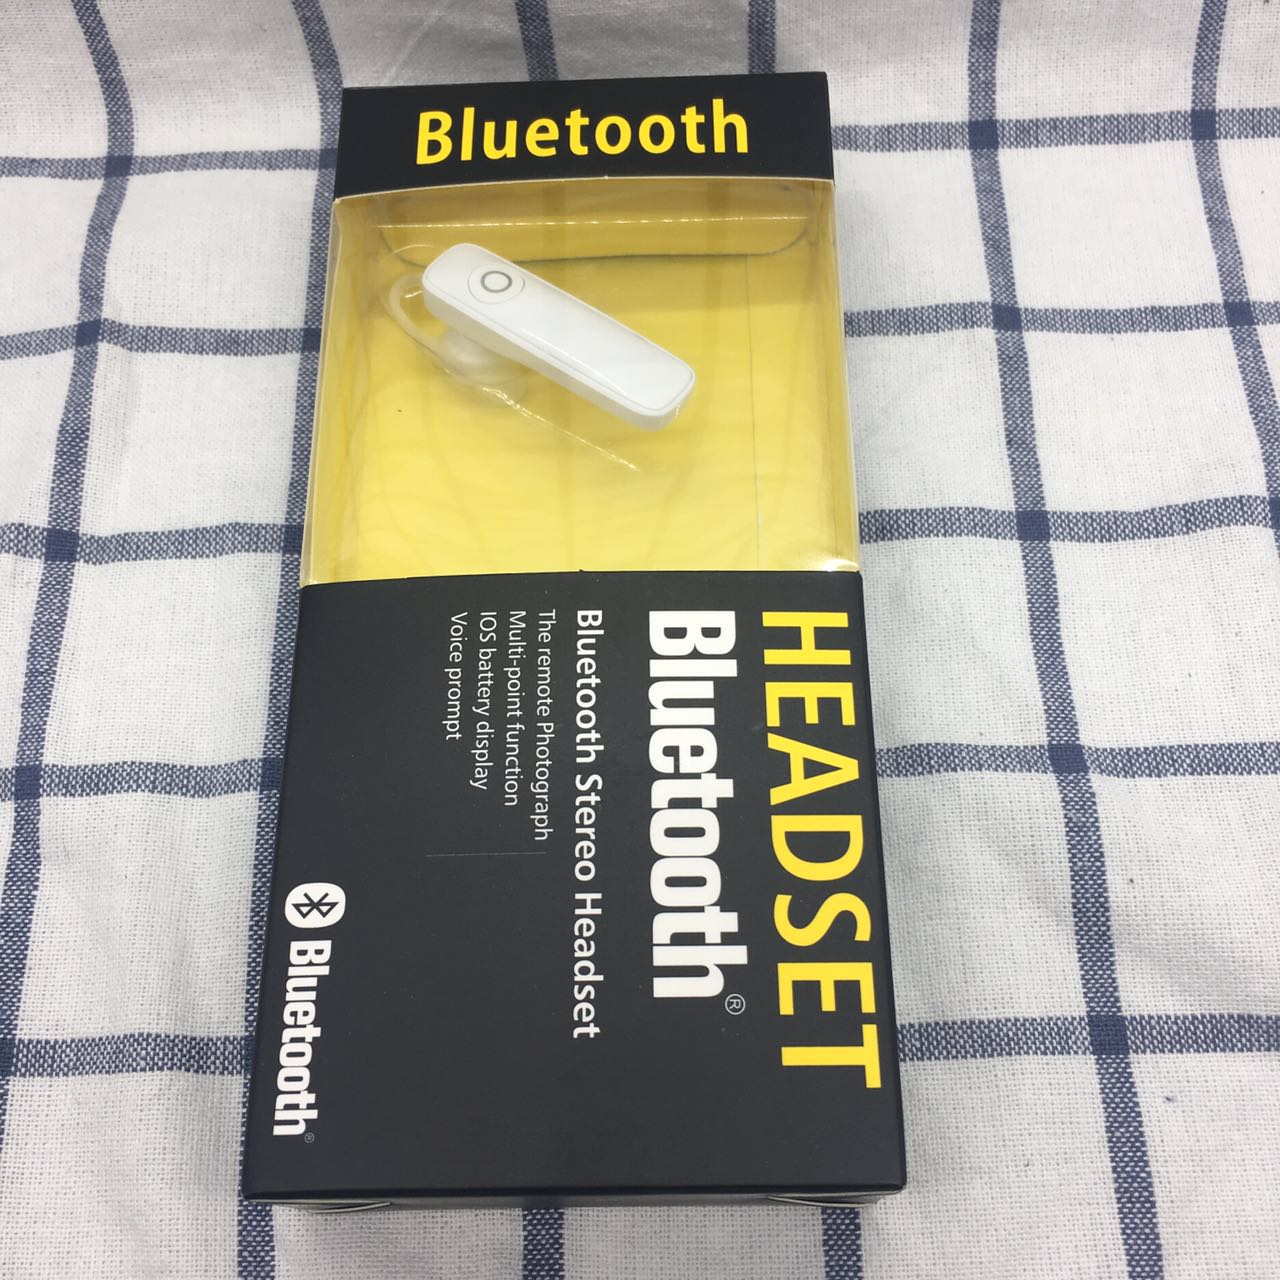 Bluetooth
HEADSET
Bluetooth®
Bluetooth Stereo Headset
The remote Photograph
Multi-point function
IOS battery display
Voice prompt
Bluetooth®